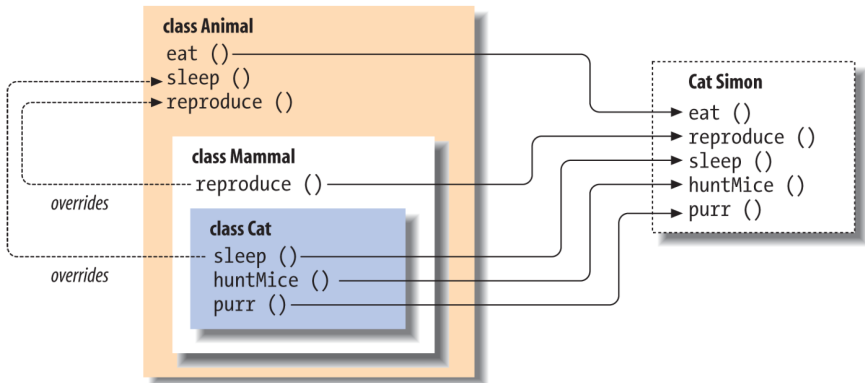 class Animal
eat ()
sleep ()
reproduce ()
class Mammal
reproduce ()
overrides
class Cat
sleep ()
overrides
huntMice ()
purr ()
Cat Simon
eat ()
reproduce ()
sleep ()
huntMice ()
purr ()